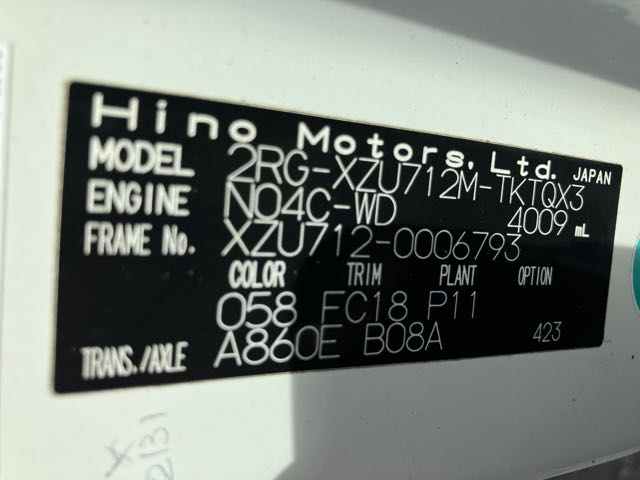 Hino Motors, Ltd. JAPAN
MODEL 2RG-XZU712M-TKTQX3
ENGINE N04C-WD 4009 mL
FRAME No. XZU712-0006793
COLOR TRIM PLANT OPTION
058 FC18 P11
TRANS./AXLE A860E B08A 423
X
2131